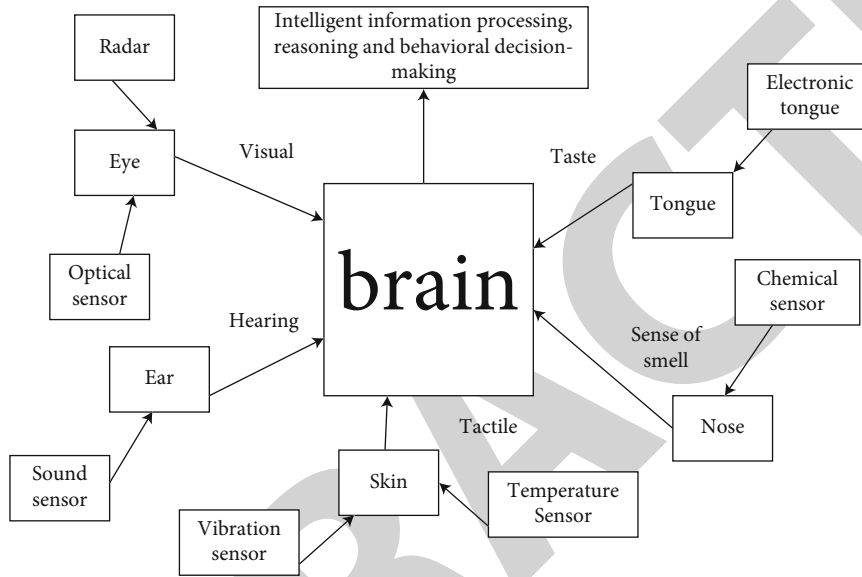 Radar
Intelligent information processing,
reasoning and behavioral decision-
making
Electronic
tongue
Eye
Visual
Taste
Tongue
Optical
sensor
brain
Chemical
sensor
Hearing
Sense of
smell
Ear
Nose
Tactile
Sound
sensor
Skin
Temperature
Sensor
Vibration
sensor